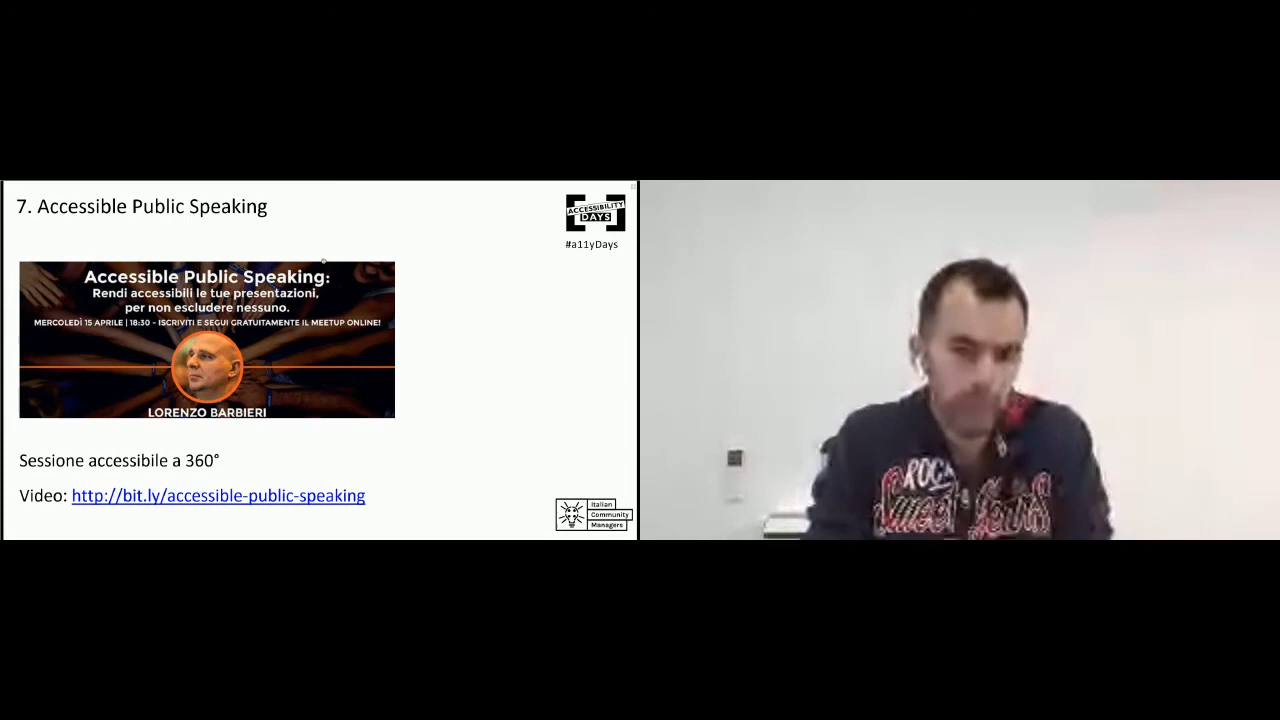 7. Accessible Public Speaking
ACCESSIBILITY
DAYS
#a11yDays
Accessible Public Speaking:
Rendi accessibili le tue presentazioni,
per non escludere nessuno.
MERCOLEDÌ 15 APRILE | 18:30 - ISCRIVITI E SEGUI GRATUITAMENTE IL MEETUP ONLINE!
LORENZO BARBIERI
Sessione accessibile a 360°
Video: http://bit.ly/accessible-public-speaking
Italian
Community
Managers
ROCK
Sweet